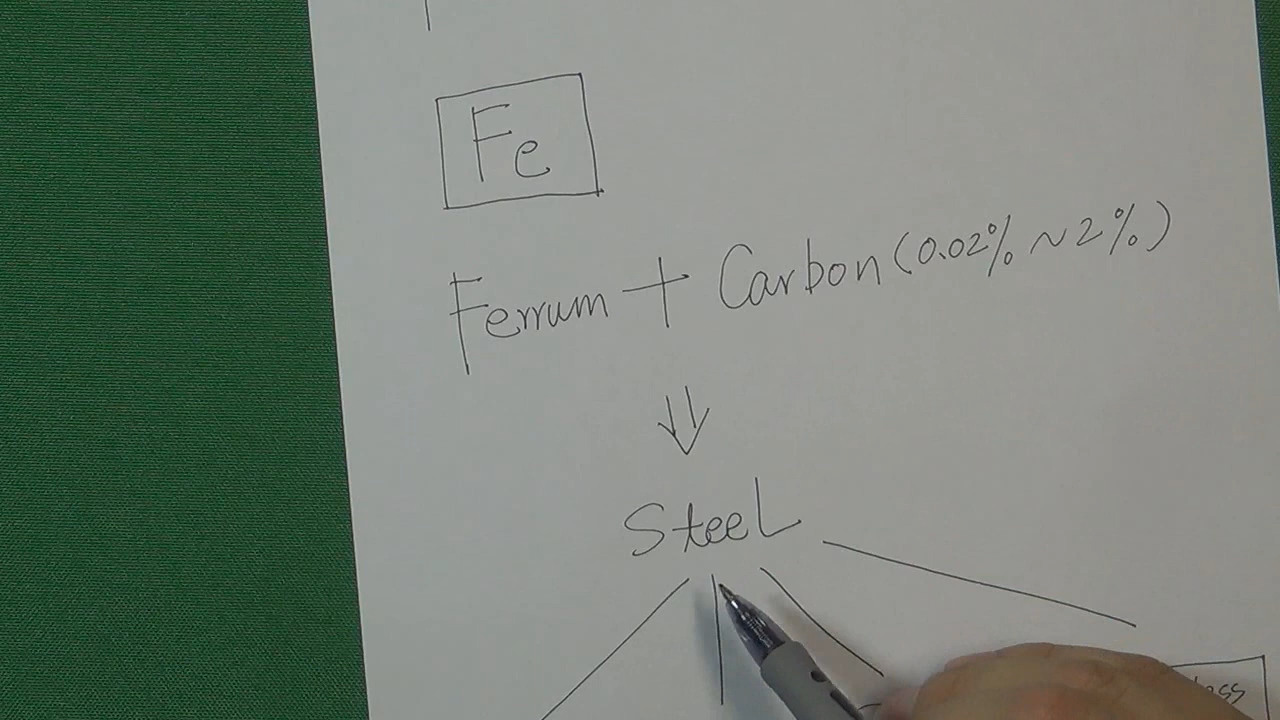 Fe
Ferrum + Carbon (0.02% ~ 2%)
Steel